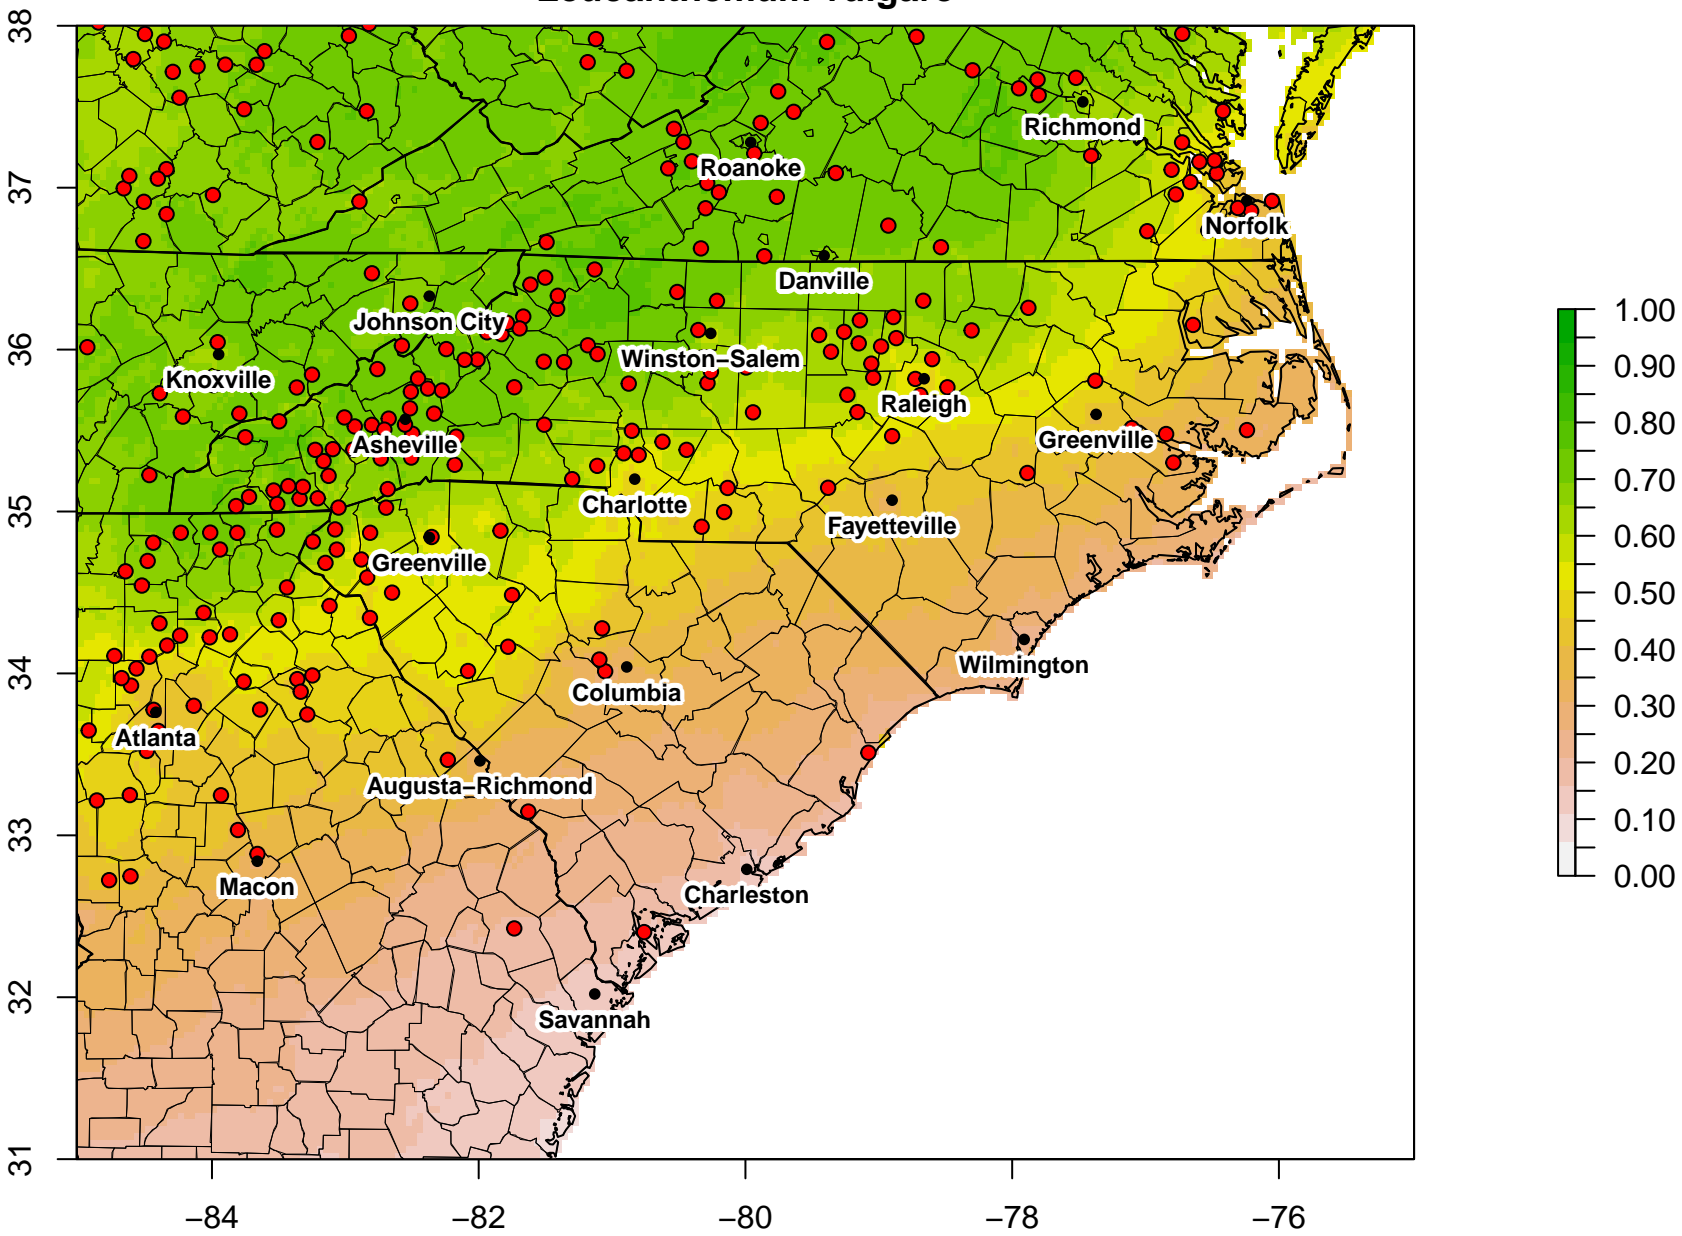 Leucanthemum vulgare
38
37
36
35
34
33
32
31
−84
−82
−80
−78
−76
Richmond
Roanoke
Norfolk
Danville
Johnson City
Winston−Salem
Knoxville
Raleigh
Asheville
Greenville
Charlotte
Fayetteville
Greenville
Wilmington
Columbia
Atlanta
Augusta−Richmond
Macon
Charleston
Savannah
1.00
0.90
0.80
0.70
0.60
0.50
0.40
0.30
0.20
0.10
0.00